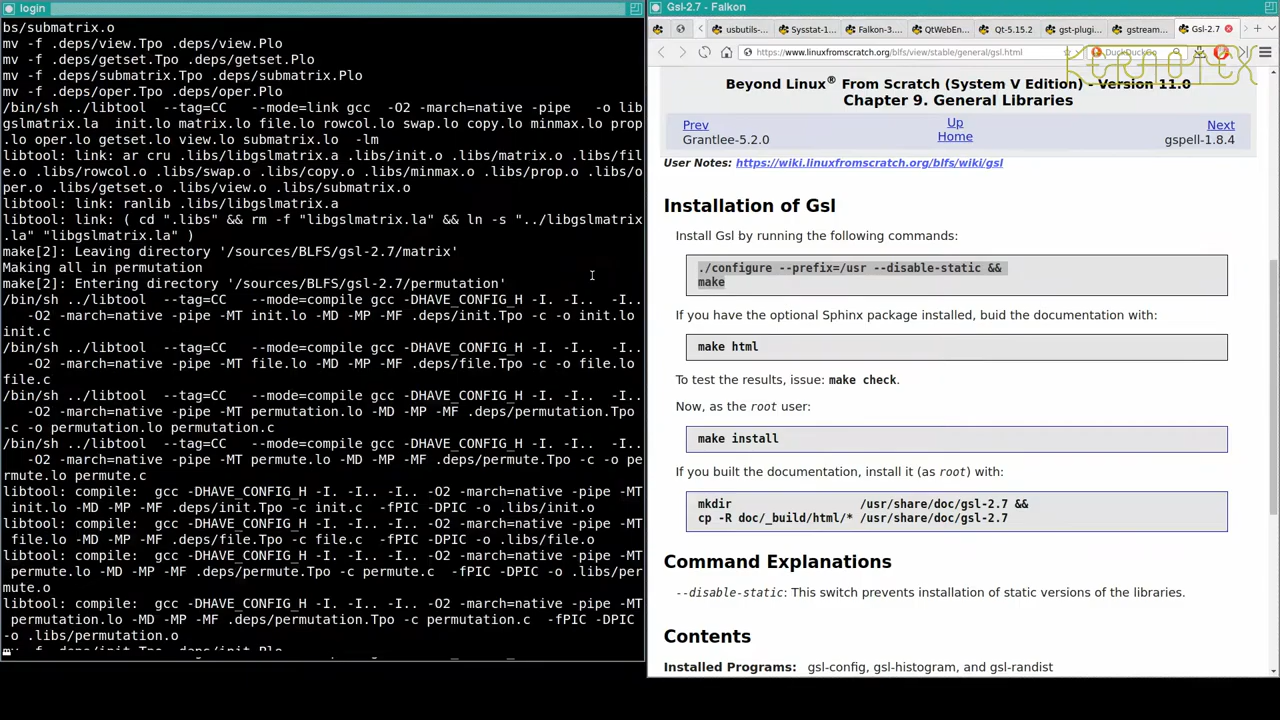 login
bs/submatrix.o
mv -f .deps/view.Tpo .deps/view.Plo
mv -f .deps/getset.Tpo .deps/getset.Plo
mv -f .deps/submatrix.Tpo .deps/submatrix.Plo
mv -f .deps/oper.Tpo .deps/oper.Plo
/bin/sh ../libtool  --tag=CC   --mode=link gcc  -O2 -march=native -pipe   -o lib
gslmatrix.la  init.lo matrix.lo file.lo rowcol.lo swap.lo copy.lo minmax.lo prop
.lo oper.lo getset.lo view.lo submatrix.lo  -lm
libtool: link: ar cru .libs/libgslmatrix.a .libs/init.o .libs/matrix.o .libs/fil
e.o .libs/rowcol.o .libs/swap.o .libs/copy.o .libs/minmax.o .libs/prop.o .libs/o
per.o .libs/getset.o .libs/view.o .libs/submatrix.o
libtool: link: ranlib .libs/libgslmatrix.a
libtool: link: ( cd ".libs" && rm -f "libgslmatrix.la" && ln -s "../libgslmatrix
.la" "libgslmatrix.la" )
make[2]: Leaving directory '/sources/BLFS/gsl-2.7/matrix'
Making all in permutation
make[2]: Entering directory '/sources/BLFS/gsl-2.7/permutation'
/bin/sh ../libtool  --tag=CC   --mode=compile gcc -DHAVE_CONFIG_H -I. -I.. -I..
   -O2 -march=native -pipe -MT init.lo -MD -MP -MF .deps/init.Tpo -c -o init.lo
init.c
/bin/sh ../libtool  --tag=CC   --mode=compile gcc -DHAVE_CONFIG_H -I. -I.. -I..
   -O2 -march=native -pipe -MT file.lo -MD -MP -MF .deps/file.Tpo -c -o file.lo
file.c
/bin/sh ../libtool  --tag=CC   --mode=compile gcc -DHAVE_CONFIG_H -I. -I.. -I..
   -O2 -march=native -pipe -MT permutation.lo -MD -MP -MF .deps/permutation.Tpo
-c -o permutation.lo permutation.c
/bin/sh ../libtool  --tag=CC   --mode=compile gcc -DHAVE_CONFIG_H -I. -I.. -I..
   -O2 -march=native -pipe -MT permute.lo -MD -MP -MF .deps/permute.Tpo -c -o pe
rmute.lo permute.c
libtool: compile:  gcc -DHAVE_CONFIG_H -I. -I.. -I.. -O2 -march=native -pipe -MT
 init.lo -MD -MP -MF .deps/init.Tpo -c init.c  -fPIC -DPIC -o .libs/init.o
libtool: compile:  gcc -DHAVE_CONFIG_H -I. -I.. -I.. -O2 -march=native -pipe -MT
 file.lo -MD -MP -MF .deps/file.Tpo -c file.c  -fPIC -DPIC -o .libs/file.o
libtool: compile:  gcc -DHAVE_CONFIG_H -I. -I.. -I.. -O2 -march=native -pipe -MT
 permute.lo -MD -MP -MF .deps/permute.Tpo -c permute.c  -fPIC -DPIC -o .libs/per
mute.o
libtool: compile:  gcc -DHAVE_CONFIG_H -I. -I.. -I.. -O2 -march=native -pipe -MT
 permutation.lo -MD -MP -MF .deps/permutation.Tpo -c permutation.c  -fPIC -DPIC
-o .libs/permutation.o
mv -f .deps/init.Tpo .deps/init.Plo
Gsl-2.7 - Falkon
usbutils- Sysstat-1 Falkon-3. QtWebEn Qt-5.15.2 gst-plugi gstream Gsl-2.7
https://www.linuxfromscratch.org/blfs/view/stable/general/gsl.html DuckDuckGo
KERNOTEX
Beyond Linux® From Scratch (System V Edition) - Version 11.0
Chapter 9. General Libraries
Prev Up Next
Grantlee-5.2.0 Home gspell-1.8.4
User Notes: https://wiki.linuxfromscratch.org/blfs/wiki/gsl
Installation of Gsl
Install Gsl by running the following commands:
./configure --prefix=/usr --disable-static &&
make
If you have the optional Sphinx package installed, buid the documentation with:
make html
To test the results, issue: make check.
Now, as the root user:
make install
If you built the documentation, install it (as root) with:
mkdir             /usr/share/doc/gsl-2.7 &&
cp -R doc/_build/html/* /usr/share/doc/gsl-2.7
Command Explanations
--disable-static: This switch prevents installation of static versions of the libraries.
Contents
Installed Programs: gsl-config, gsl-histogram, and gsl-randist